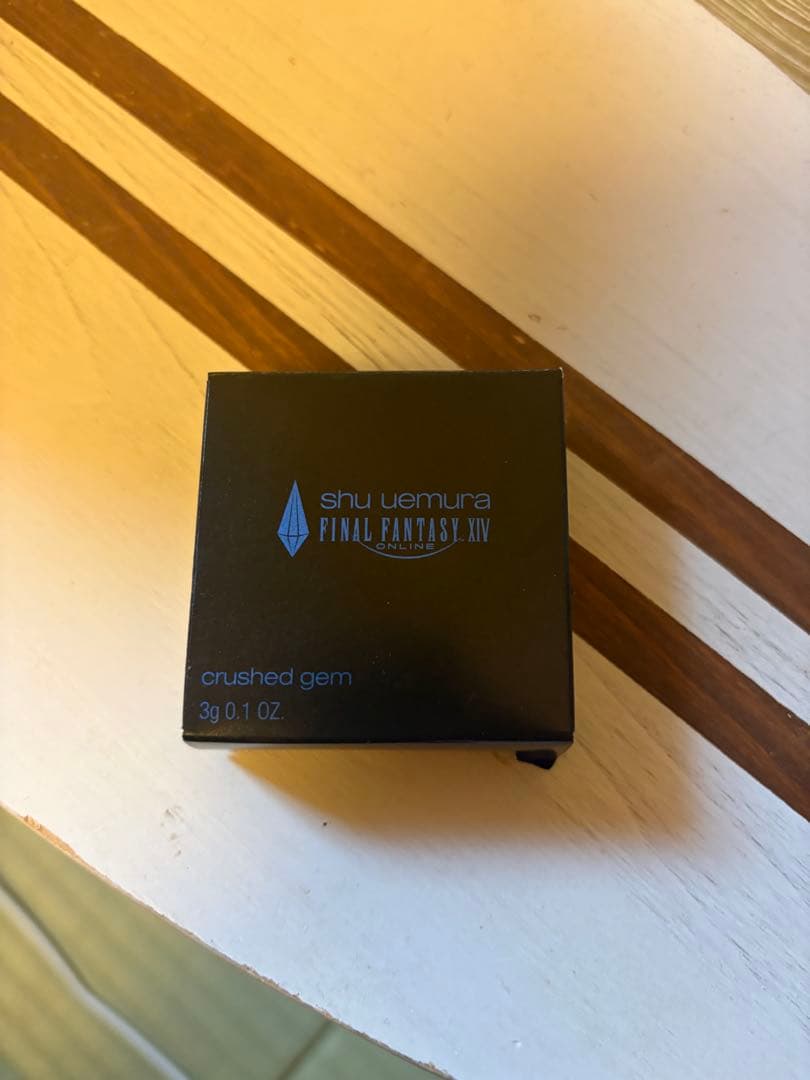 shu uemura
FINAL FANTASY XIV
ONLINE
crushed gem
3g 0.1 OZ.